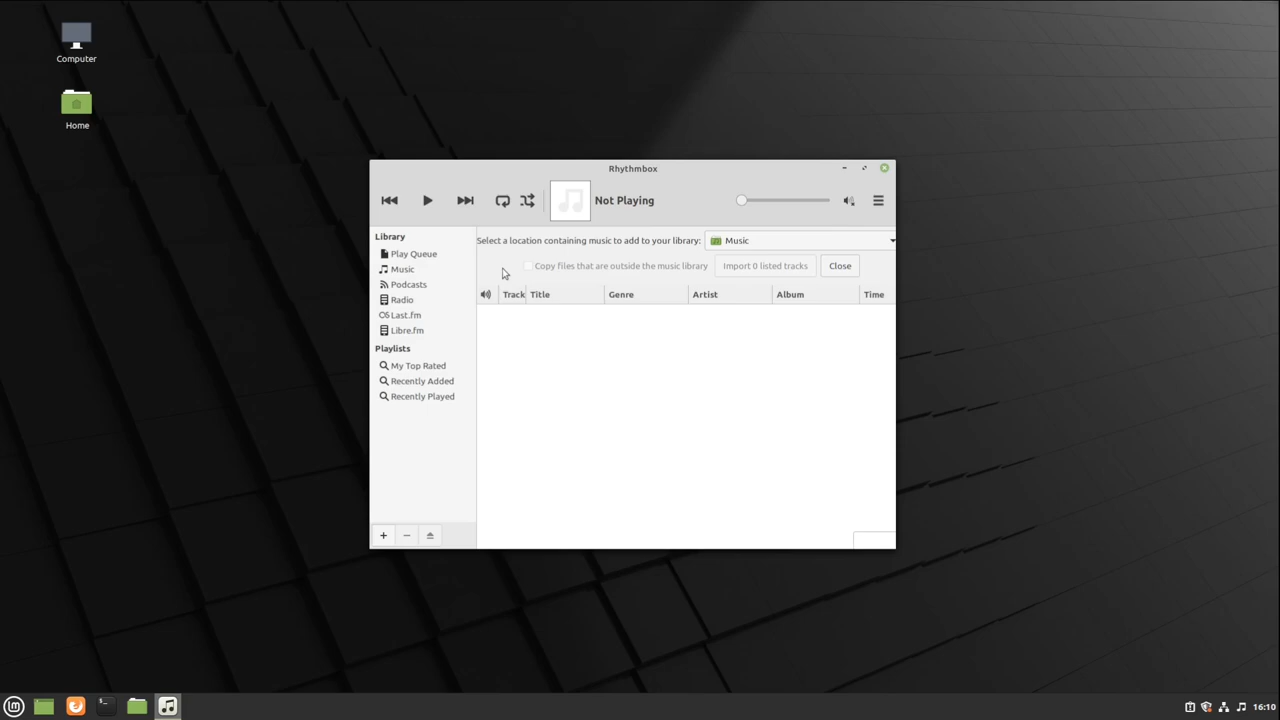 Computer
Home
Rhythmbox
Not Playing
Library
Play Queue
Music
Podcasts
Radio
Last.fm
Libre.fm
Playlists
My Top Rated
Recently Added
Recently Played
Select a location containing music to add to your library: Music
Copy files that are outside the music library Import 0 listed tracks Close
Track Title Genre Artist Album Time
16:10